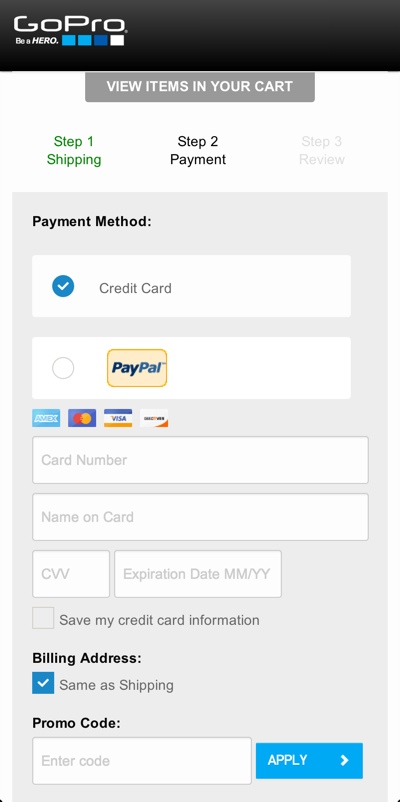 GoPro
Be a HERO.
VIEW ITEMS IN YOUR CART
Step 1 Step 2 Step 3
Shipping Payment Review
Payment Method:
Credit Card
PayPal™
AMEX MasterCard VISA DISCOVER
Card Number
Name on Card
CVV Expiration Date MM/YY
Save my credit card information
Billing Address:
Same as Shipping
Promo Code:
Enter code APPLY